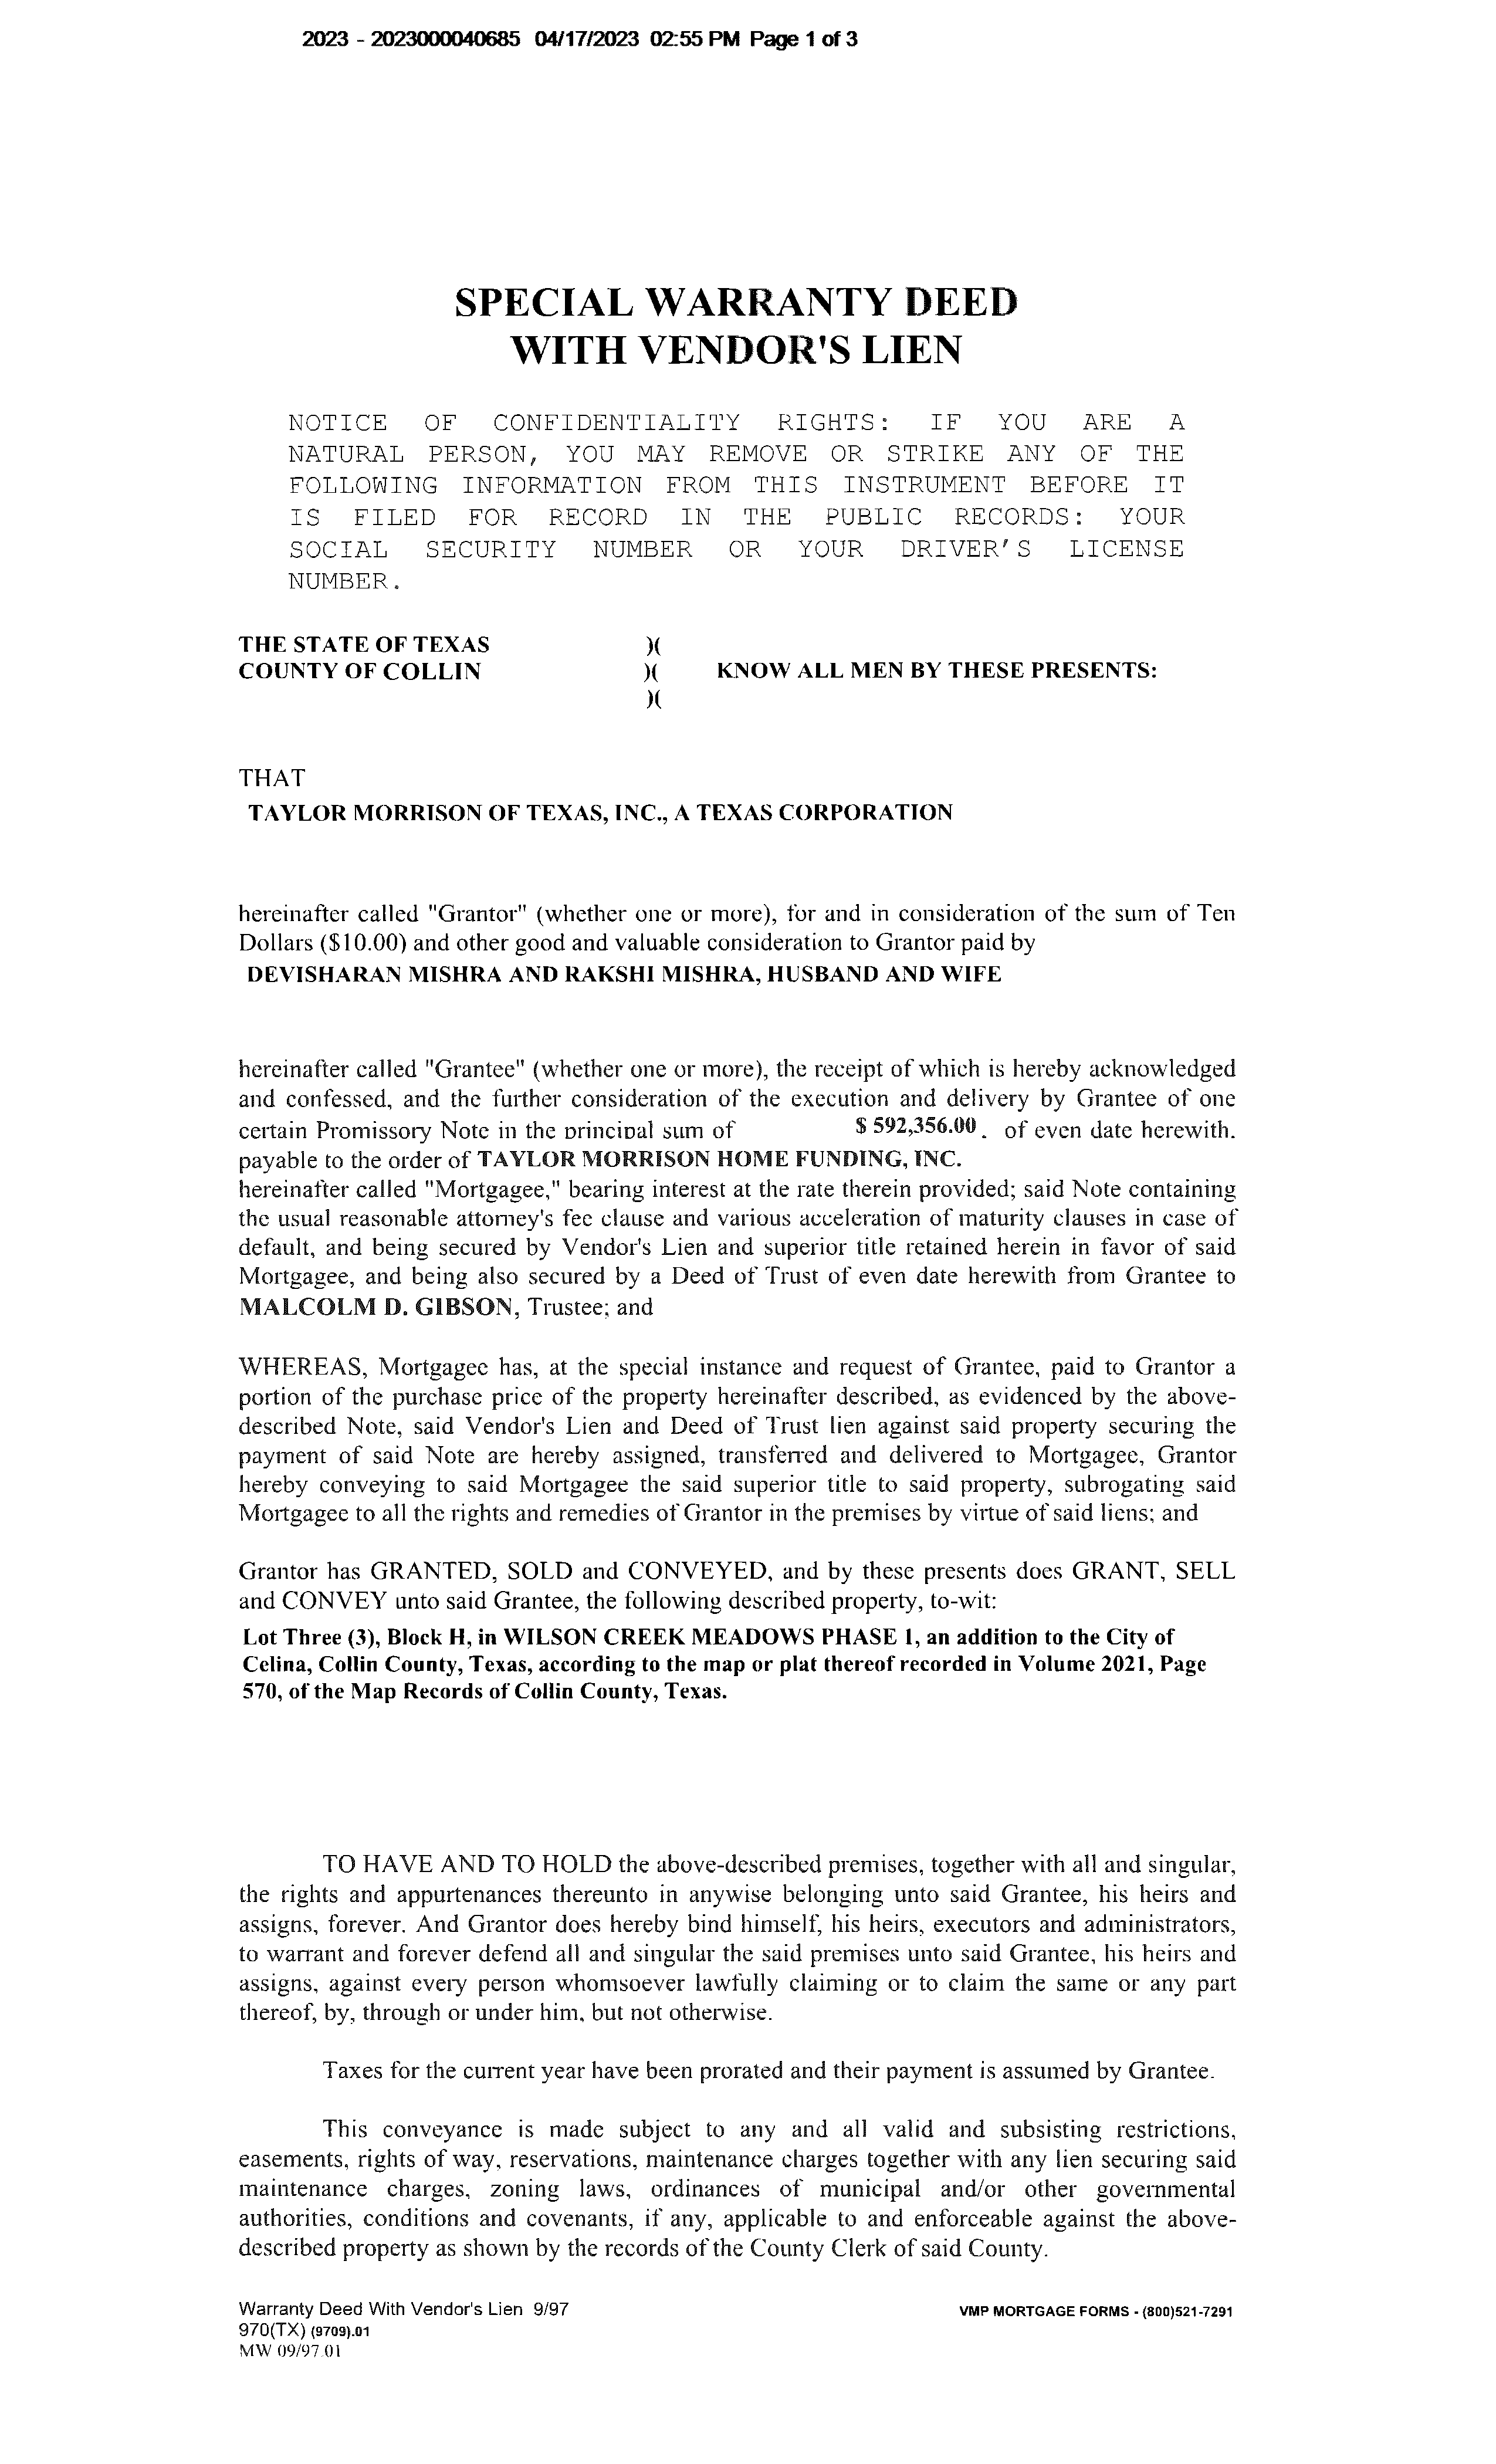 2023 - 2023000040685 04/17/2023 02:55 PM Page 1 of 3
SPECIAL WARRANTY DEED
WITH VENDOR'S LIEN
NOTICE OF CONFIDENTIALITY RIGHTS: IF YOU ARE A
NATURAL PERSON, YOU MAY REMOVE OR STRIKE ANY OF THE
FOLLOWING INFORMATION FROM THIS INSTRUMENT BEFORE IT
IS FILED FOR RECORD IN THE PUBLIC RECORDS: YOUR
SOCIAL SECURITY NUMBER OR YOUR DRIVER'S LICENSE
NUMBER.
THE STATE OF TEXAS )(
COUNTY OF COLLIN )( KNOW ALL MEN BY THESE PRESENTS:
)(
THAT
TAYLOR MORRISON OF TEXAS, INC., A TEXAS CORPORATION
hereinafter called "Grantor" (whether one or more), for and in consideration of the sum of Ten
Dollars ($10.00) and other good and valuable consideration to Grantor paid by
DEVISHARAN MISHRA AND RAKSHI MISHRA, HUSBAND AND WIFE
hereinafter called "Grantee" (whether one or more), the receipt of which is hereby acknowledged
and confessed, and the further consideration of the execution and delivery by Grantee of one
certain Promissory Note in the principal sum of $ 592,356.00 . of even date herewith.
payable to the order of TAYLOR MORRISON HOME FUNDING, INC.
hereinafter called "Mortgagee," bearing interest at the rate therein provided; said Note containing
the usual reasonable attorney's fee clause and various acceleration of maturity clauses in case of
default, and being secured by Vendor's Lien and superior title retained herein in favor of said
Mortgagee, and being also secured by a Deed of Trust of even date herewith from Grantee to
MALCOLM D. GIBSON, Trustee; and
WHEREAS, Mortgagee has, at the special instance and request of Grantee, paid to Grantor a
portion of the purchase price of the property hereinafter described, as evidenced by the above-
described Note, said Vendor's Lien and Deed of Trust lien against said property securing the
payment of said Note are hereby assigned, transferred and delivered to Mortgagee, Grantor
hereby conveying to said Mortgagee the said superior title to said property, subrogating said
Mortgagee to all the rights and remedies of Grantor in the premises by virtue of said liens; and
Grantor has GRANTED, SOLD and CONVEYED, and by these presents does GRANT, SELL
and CONVEY unto said Grantee, the following described property, to-wit:
Lot Three (3), Block H, in WILSON CREEK MEADOWS PHASE 1, an addition to the City of
Celina, Collin County, Texas, according to the map or plat thereof recorded in Volume 2021, Page
570, of the Map Records of Collin County, Texas.
TO HAVE AND TO HOLD the above-described premises, together with all and singular,
the rights and appurtenances thereunto in anywise belonging unto said Grantee, his heirs and
assigns, forever. And Grantor does hereby bind himself, his heirs, executors and administrators,
to warrant and forever defend all and singular the said premises unto said Grantee, his heirs and
assigns, against every person whomsoever lawfully claiming or to claim the same or any part
thereof, by, through or under him, but not otherwise.
Taxes for the current year have been prorated and their payment is assumed by Grantee.
This conveyance is made subject to any and all valid and subsisting restrictions,
easements, rights of way, reservations, maintenance charges together with any lien securing said
maintenance charges, zoning laws, ordinances of municipal and/or other governmental
authorities, conditions and covenants, if any, applicable to and enforceable against the above-
described property as shown by the records of the County Clerk of said County.
Warranty Deed With Vendor's Lien 9/97 VMP MORTGAGE FORMS - (800)521-7291
970(TX) (9709).01
MW 09/97.01